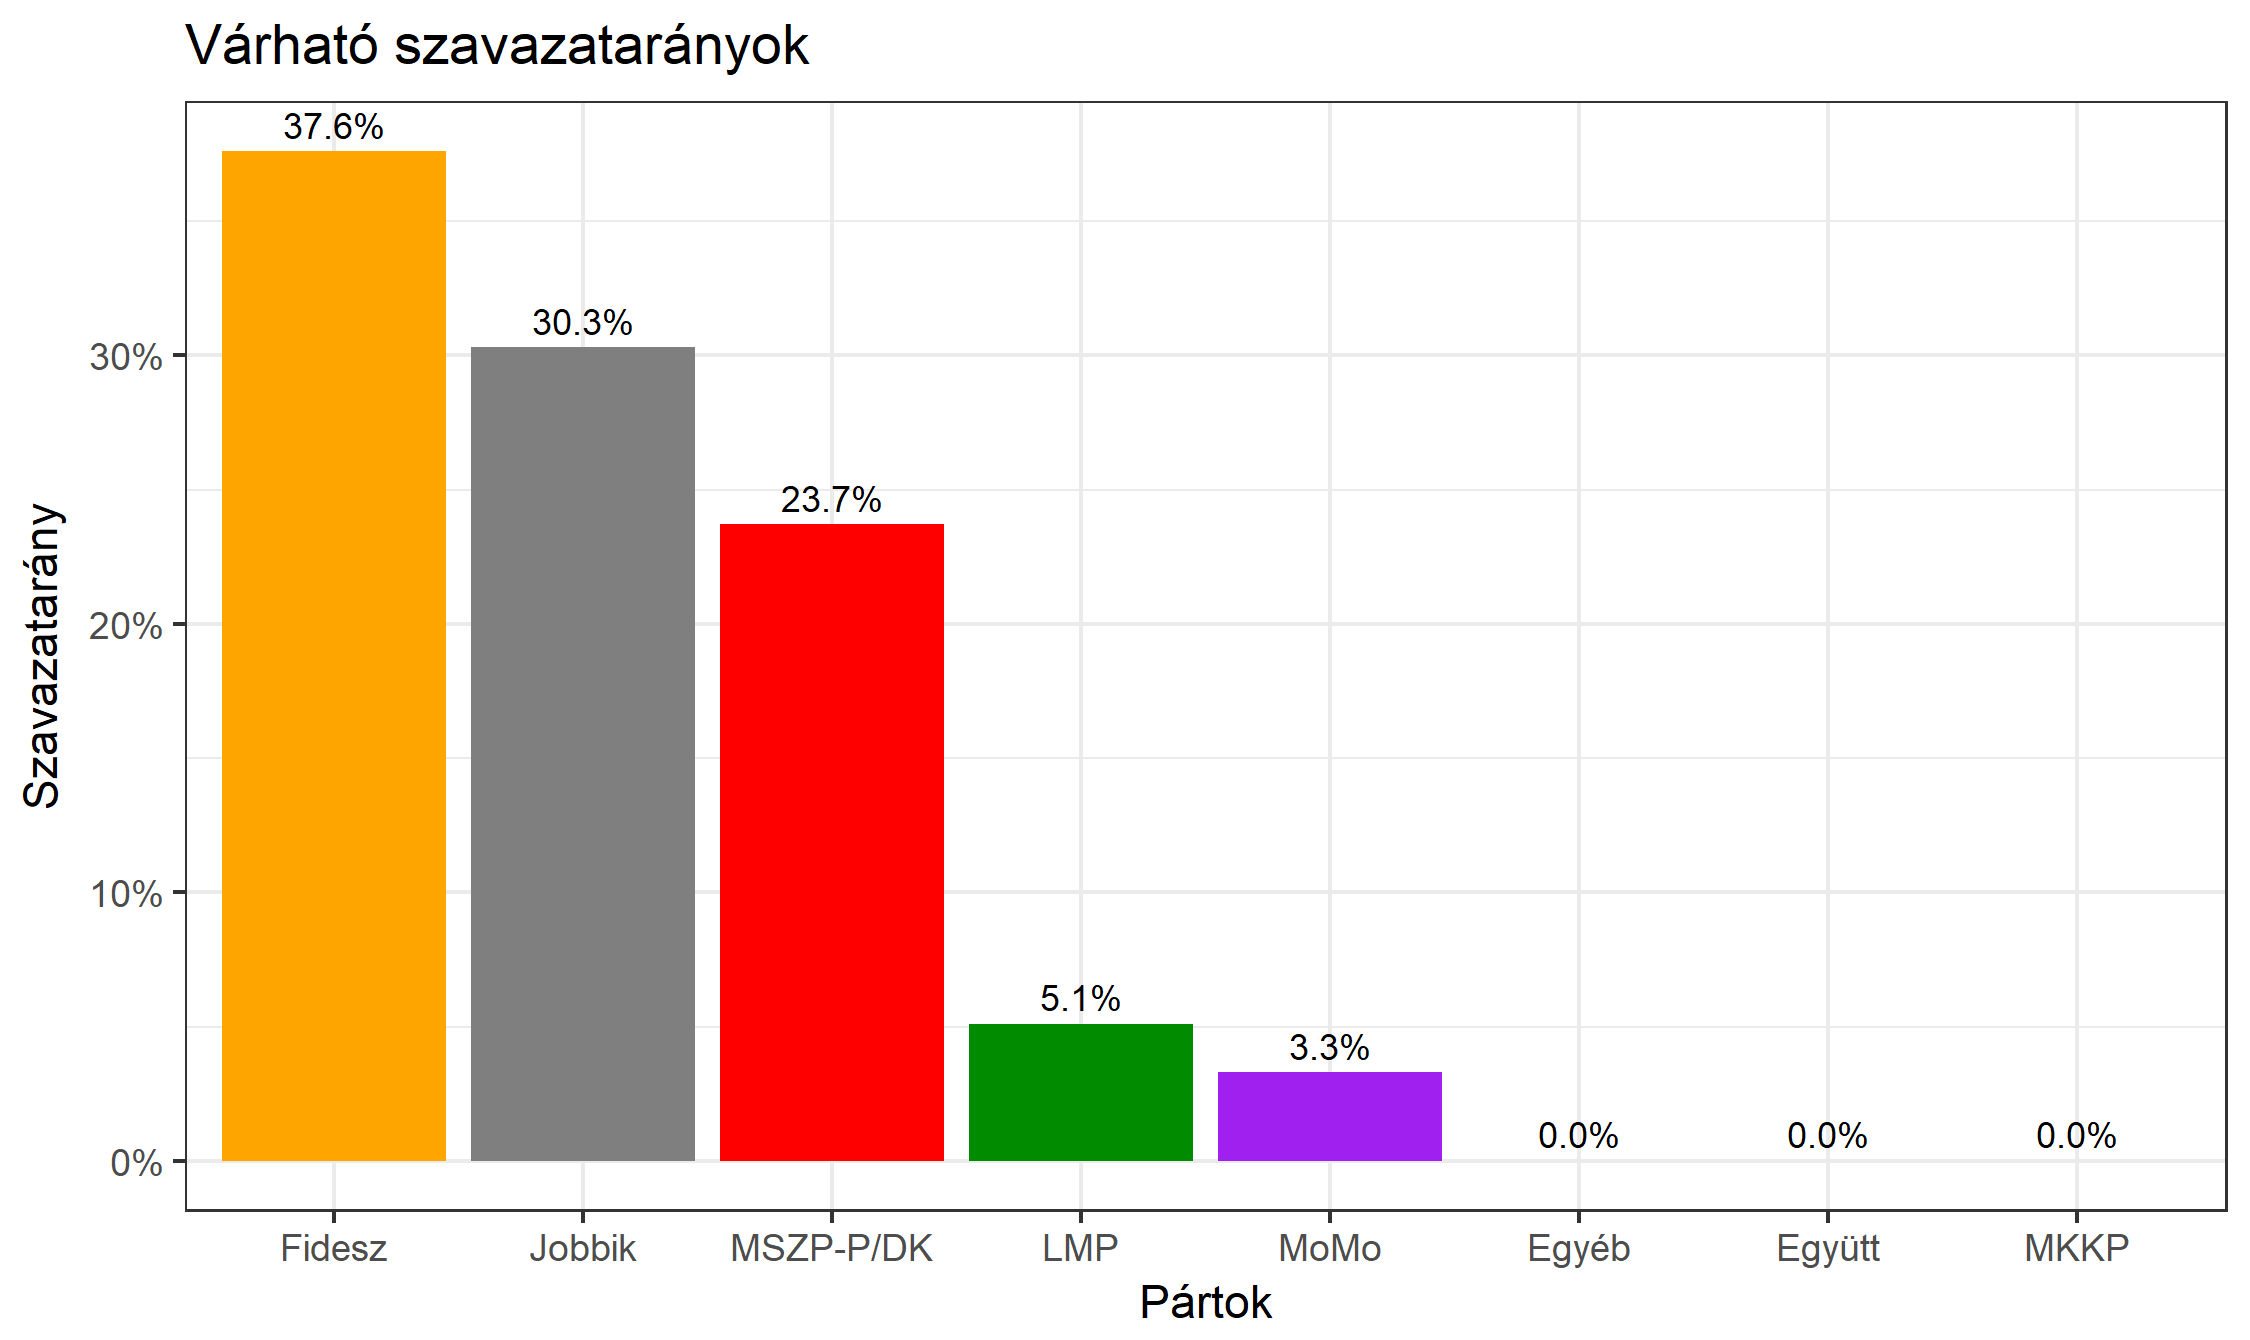 Várható szavazatarányok
37.6%
30.3%
23.7%
5.1%
3.3%
0.0%
0.0%
0.0%
30%
20%
10%
0%
Szavazatarány
Fidesz
Jobbik
MSZP-P/DK
LMP
MoMo
Egyéb
Együtt
MKKP
Pártok